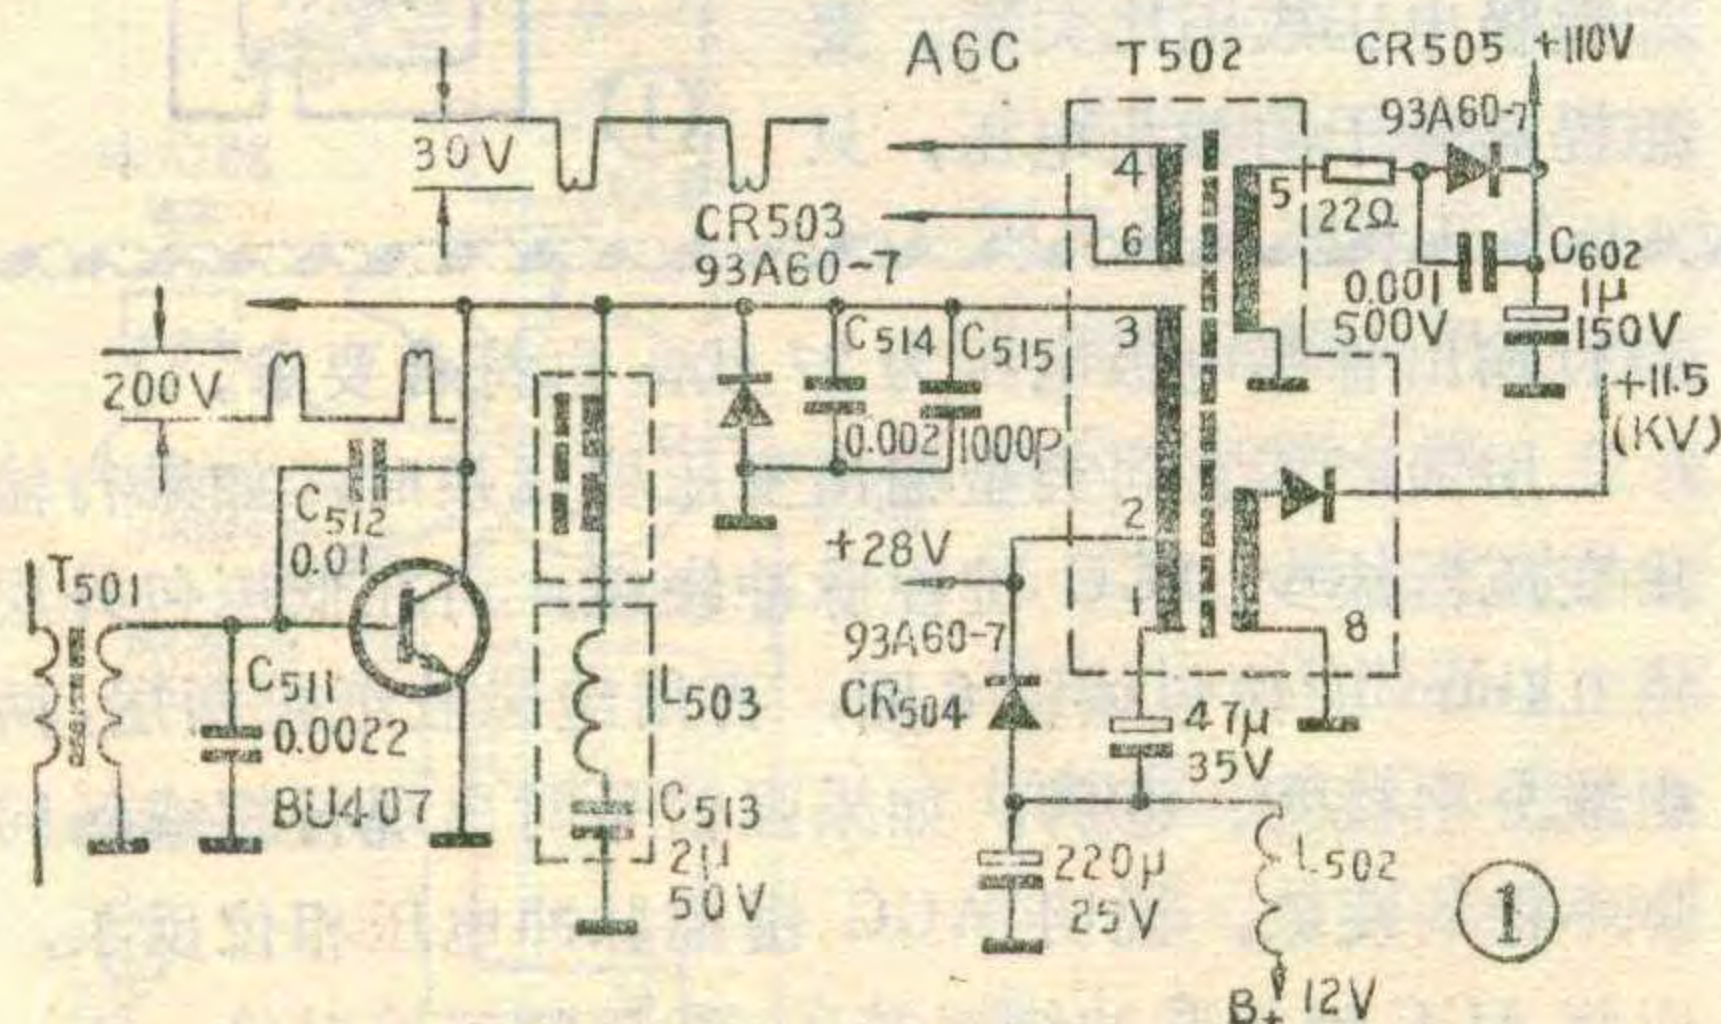 AGC
T502
CR505
+110V
93A60-7
30V
4
6
5
22Ω
0.001
500V
C602
1μ
150V
CR503
93A60-7
200V
3
C514
0.002
C515
1000P
+11.5
(KV)
C512
0.01
2
+28V
1
8
T501
C511
0.0022
BU407
L503
C513
2μ
50V
93A60-7
CR504
47μ
35V
220μ
25V
L502
B+ 12V
①